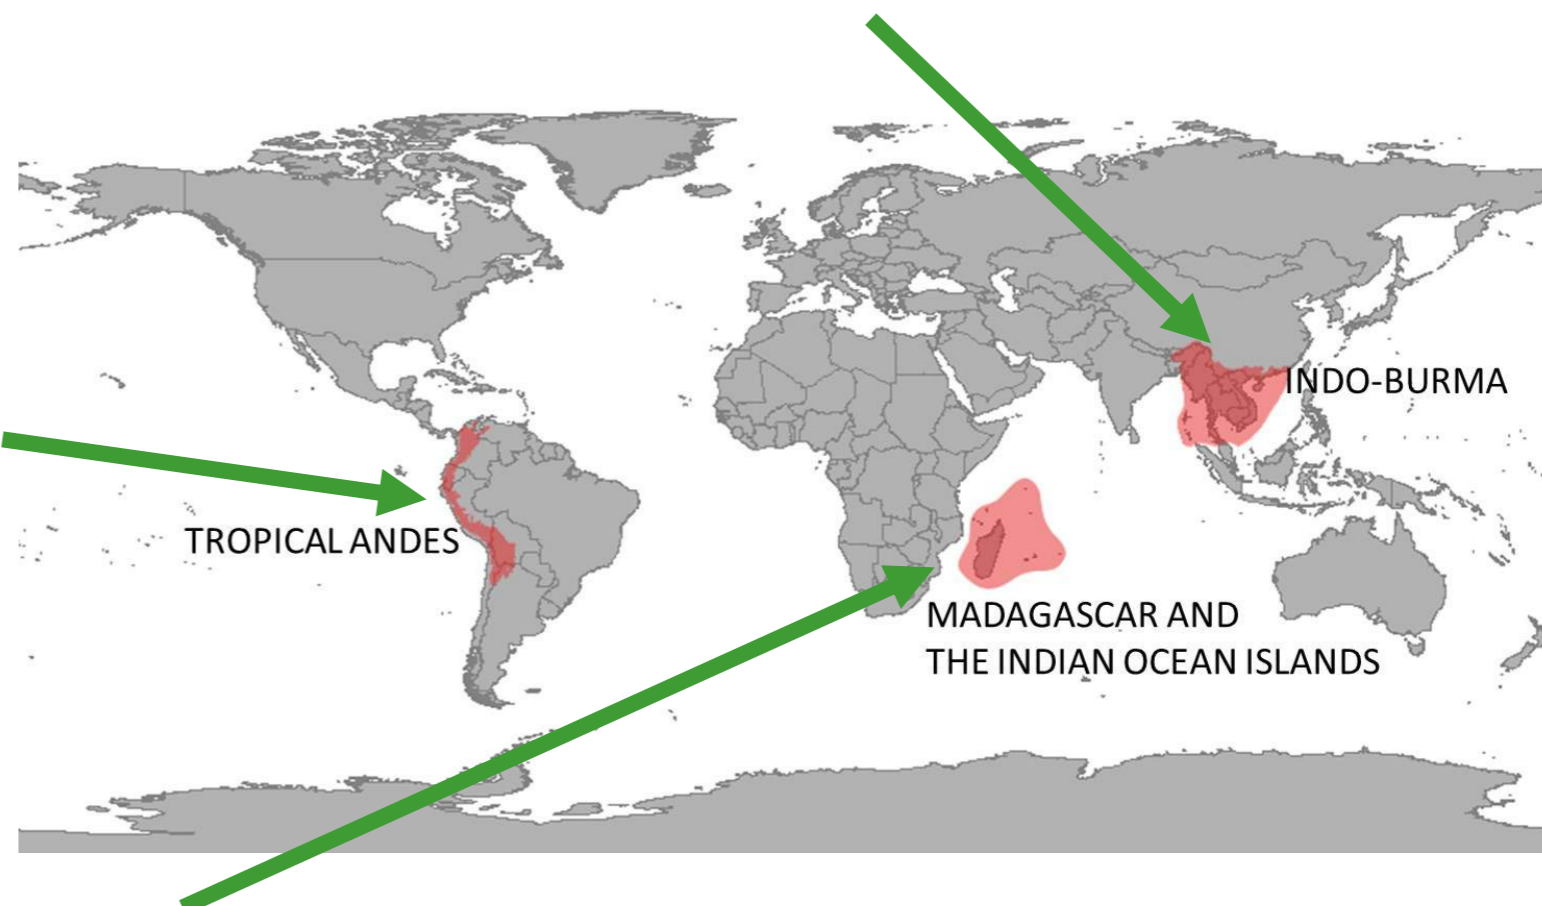 INDO-BURMA
TROPICAL ANDES
MADAGASCAR AND
THE INDIAN OCEAN ISLANDS